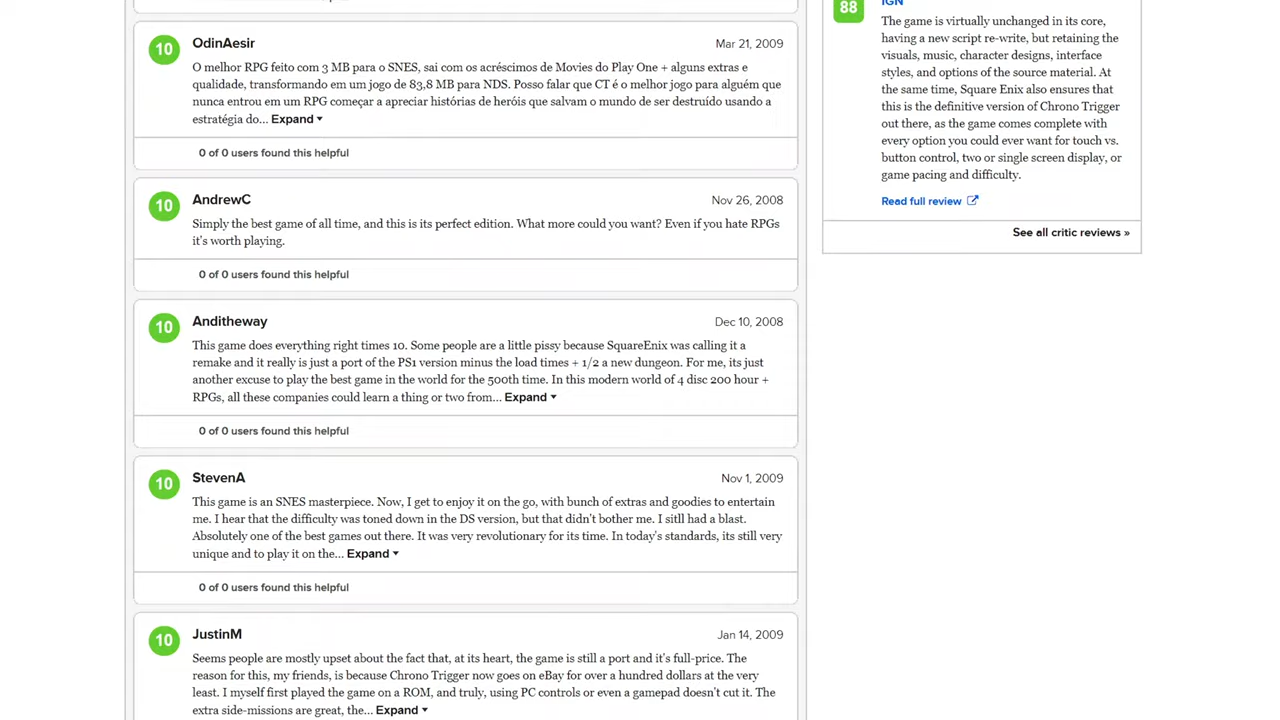 OdinAesir
Mar 21, 2009
10
O melhor RPG feito com 3 MB para o SNES, sai com os acréscimos de Movies do Play One + alguns extras e
qualidade, transformando em um jogo de 83,8 MB para NDS. Posso falar que CT é o melhor jogo para alguém que
nunca entrou em um RPG começar a apreciar histórias de heróis que salvam o mundo de ser destruído usando a
estratégia do... Expand
0 of 0 users found this helpful
AndrewC
Nov 26, 2008
10
Simply the best game of all time, and this is its perfect edition. What more could you want? Even if you hate RPGs
it's worth playing.
0 of 0 users found this helpful
Anditheway
Dec 10, 2008
10
This game does everything right times 10. Some people are a little pissy because SquareEnix was calling it a
remake and it really is just a port of the PS1 version minus the load times + 1/2 a new dungeon. For me, its just
another excuse to play the best game in the world for the 500th time. In this modern world of 4 disc 200 hour +
RPGs, all these companies could learn a thing or two from... Expand
0 of 0 users found this helpful
StevenA
Nov 1, 2009
10
This game is an SNES masterpiece. Now, I get to enjoy it on the go, with bunch of extras and goodies to entertain
me. I hear that the difficulty was toned down in the DS version, but that didn't bother me. I sitll had a blast.
Absolutely one of the best games out there. It was very revolutionary for its time. In today's standards, its still very
unique and to play it on the... Expand
0 of 0 users found this helpful
JustinM
Jan 14, 2009
10
Seems people are mostly upset about the fact that, at its heart, the game is still a port and it's full-price. The
reason for this, my friends, is because Chrono Trigger now goes on eBay for over a hundred dollars at the very
least. I myself first played the game on a ROM, and truly, using PC controls or even a gamepad doesn't cut it. The
extra side-missions are great, the... Expand
88
IGN
The game is virtually unchanged in its core,
having a new script re-write, but retaining the
visuals, music, character designs, interface
styles, and options of the source material. At
the same time, Square Enix also ensures that
this is the definitive version of Chrono Trigger
out there, as the game comes complete with
every option you could ever want for touch vs.
button control, two or single screen display, or
game pacing and difficulty.
Read full review
See all critic reviews »